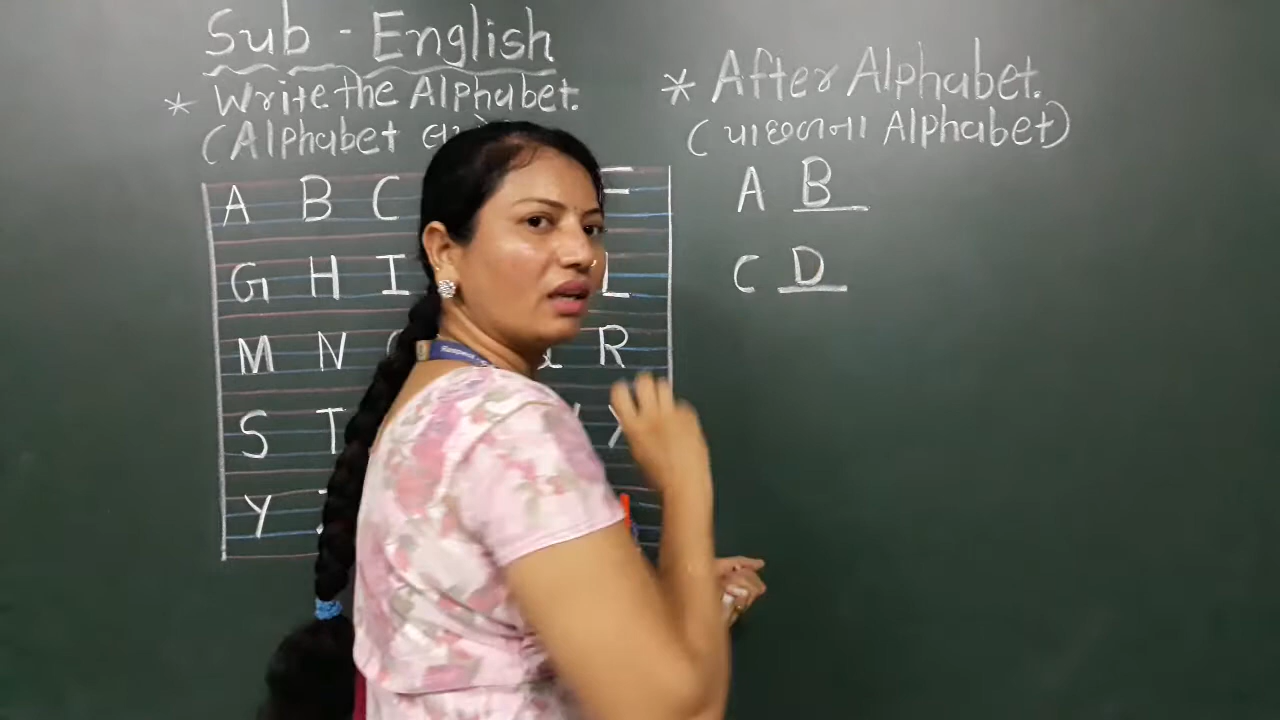 Sub - English
* Write the Alphabet.
(Alphabet
A B C
G H I L
M N R
S T
Y
* After Alphabet.
(પાછળના Alphabet)
A B
C D